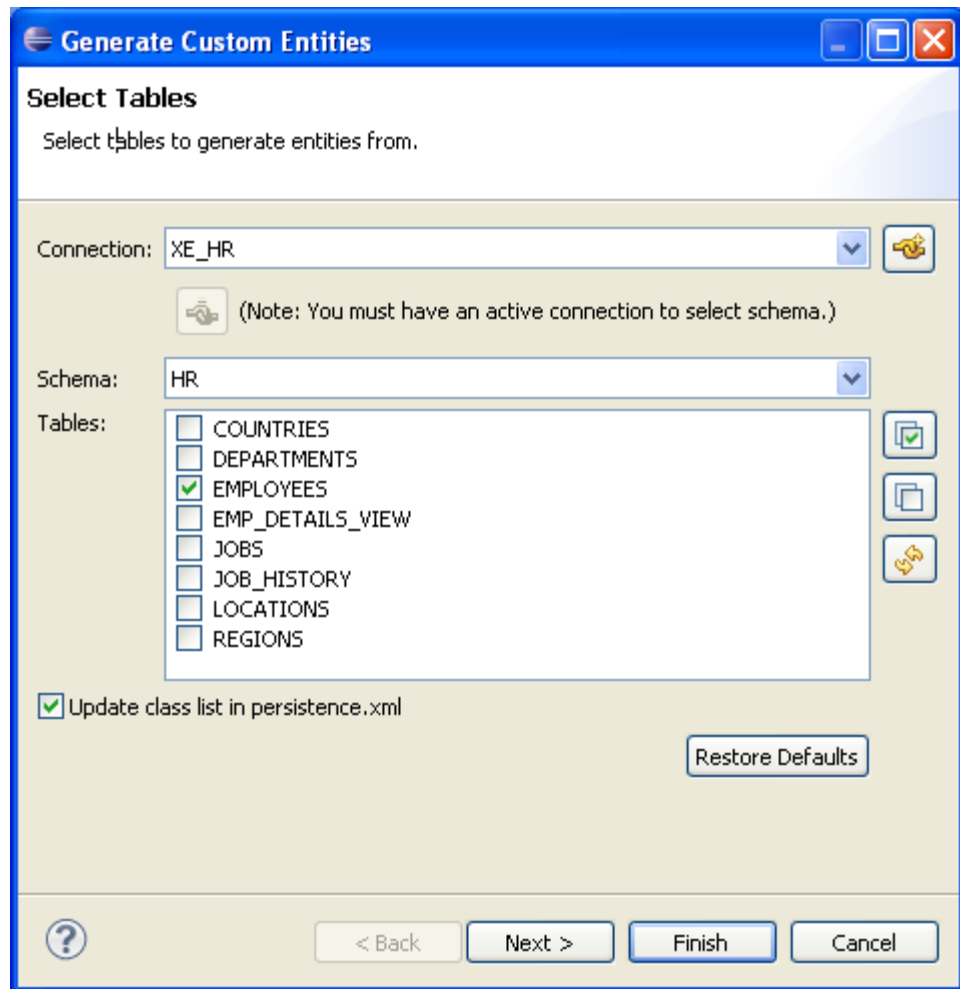 Generate Custom Entities
Select Tables
Select tables to generate entities from.
Connection: XE_HR
(Note: You must have an active connection to select schema.)
Schema: HR
Tables:
COUNTRIES
DEPARTMENTS
EMPLOYEES
EMP_DETAILS_VIEW
JOBS
JOB_HISTORY
LOCATIONS
REGIONS
Update class list in persistence.xml
Restore Defaults
? < Back Next > Finish Cancel